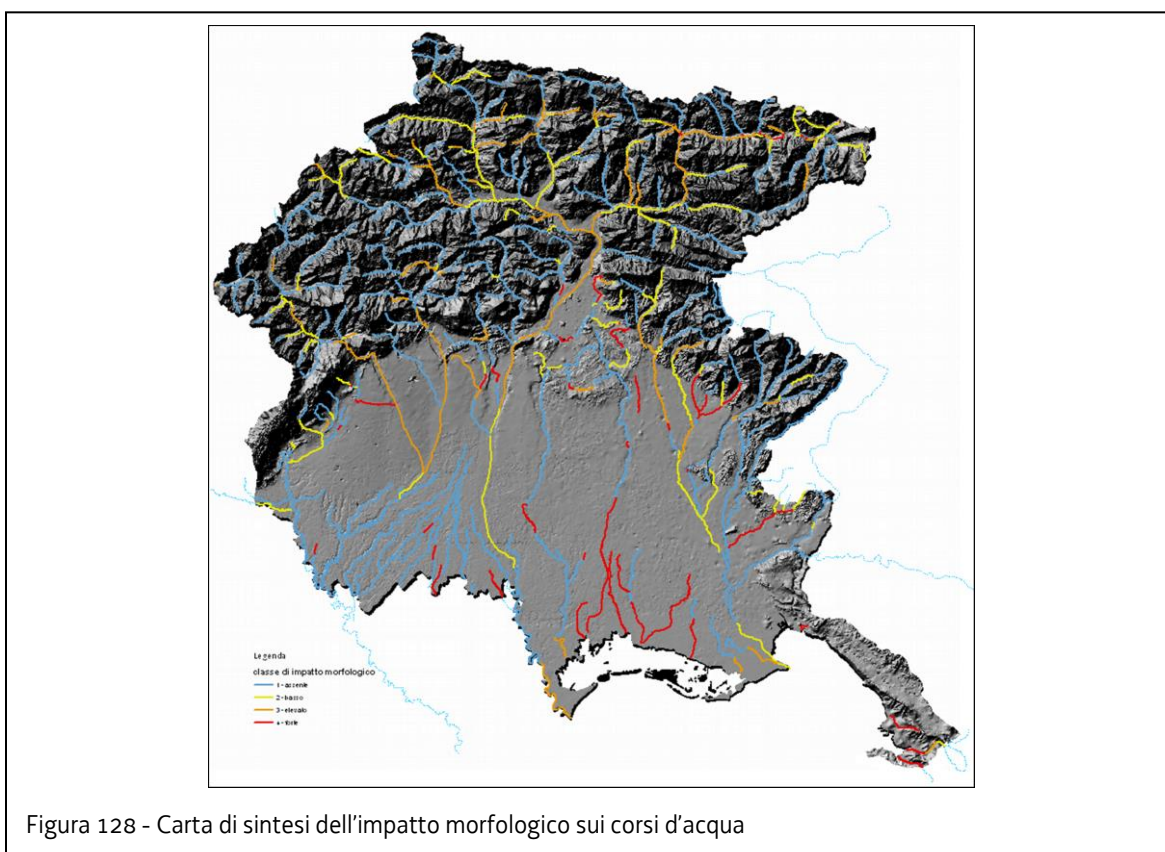 Legenda
classe di impatto morfologico
1 - assente
2 - basso
3 - elevato
4 - forte
Figura 128 - Carta di sintesi dell'impatto morfologico sui corsi d'acqua